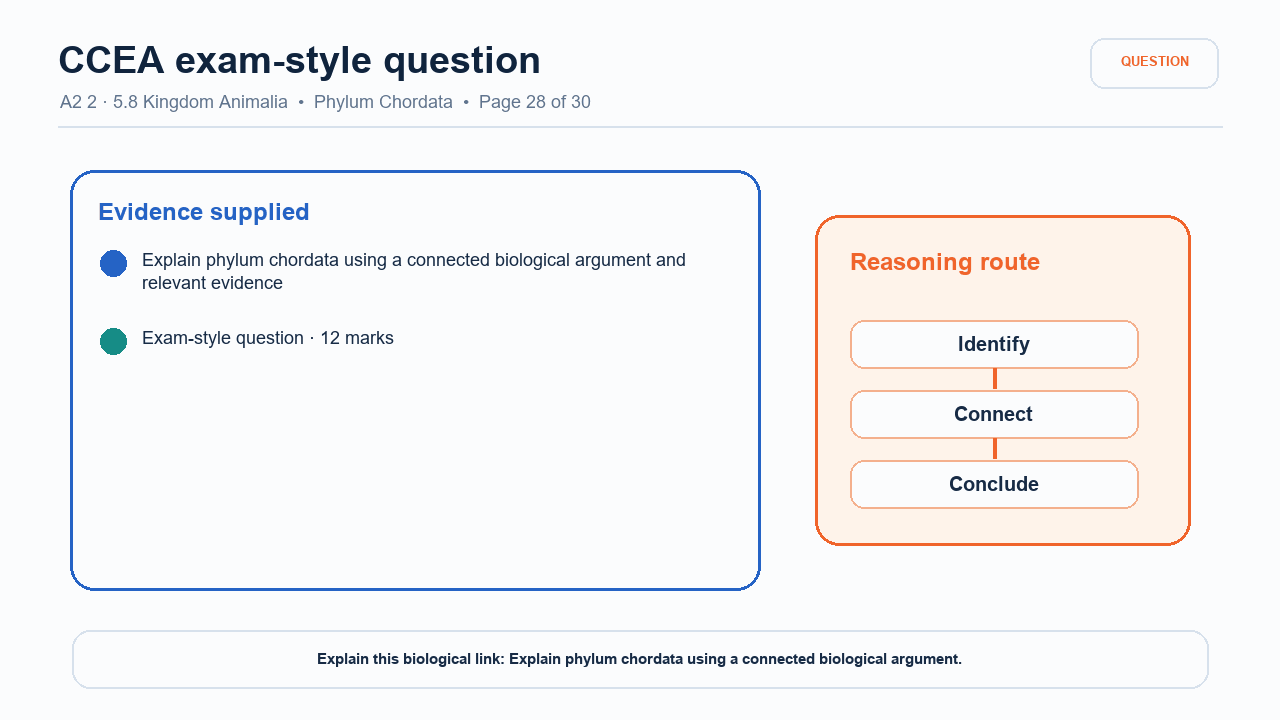 CCEA exam-style question
QUESTION
A2 2 · 5.8 Kingdom Animalia • Phylum Chordata • Page 28 of 30
Evidence supplied
Explain phylum chordata using a connected biological argument and
relevant evidence
Exam-style question · 12 marks
Reasoning route
Identify
Connect
Conclude
Explain this biological link: Explain phylum chordata using a connected biological argument.